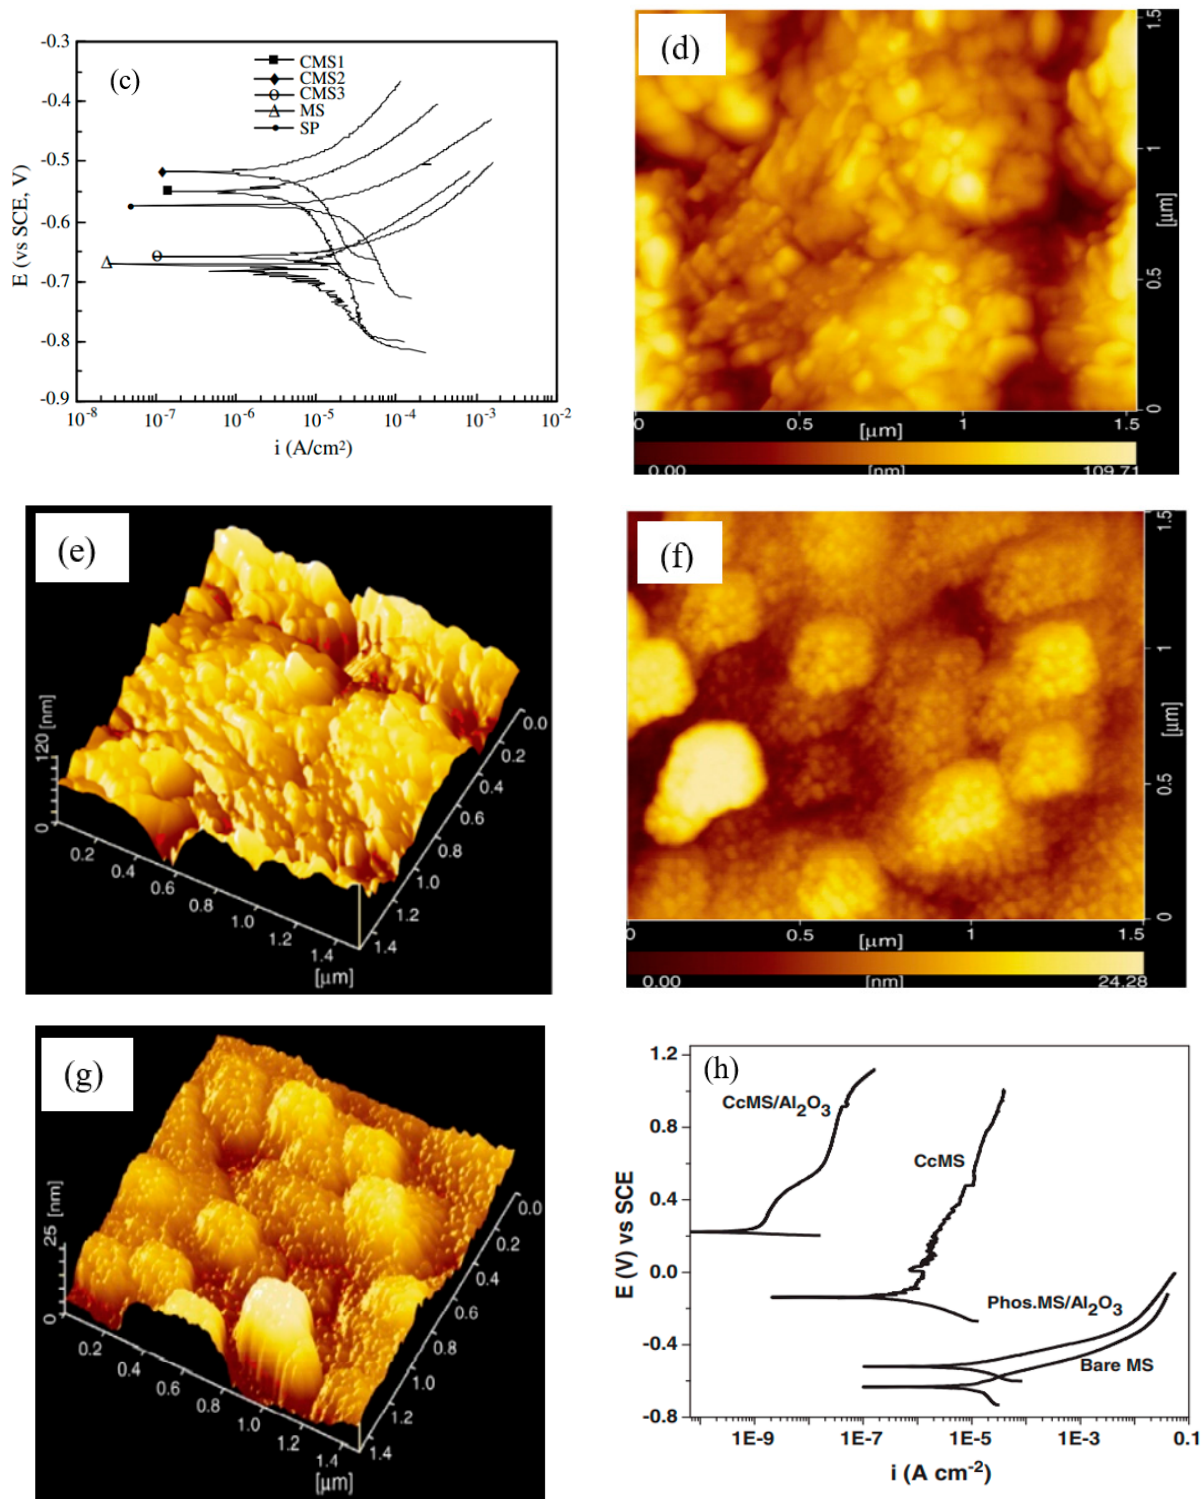 (c)
CMS1
CMS2
CMS3
MS
SP
-0.3
-0.4
-0.5
-0.6
-0.7
-0.8
-0.9
E (vs SCE, V)
10-8 10-7 10-6 10-5 10-4 10-3 10-2
i (A/cm2)
(d)
1
0.5
0
[µm]
0 0.5 1 1.5
[µm]
0.00 [nm] 109.71
(e)
120 [nm]
0
0.2 0.4 0.6 0.8 1.0 1.2 1.4
[µm]
0.0 0.2 0.4 0.6 0.8 1.0 1.2 1.4
(f)
1.5
1
0.5
0
[µm]
0 0.5 1 1.5
[µm]
0.00 [nm] 24.28
(g)
25 [nm]
0
0.2 0.4 0.6 0.8 1.0 1.2 1.4
[µm]
0.0 0.2 0.4 0.6 0.8 1.0 1.2 1.4
(h)
1.2
0.8
0.4
0.0
-0.4
-0.8
E (V) vs SCE
CcMS/Al2O3
CcMS
Phos.MS/Al2O3
Bare MS
1E-9 1E-7 1E-5 1E-3 0.1
i (A cm-2)